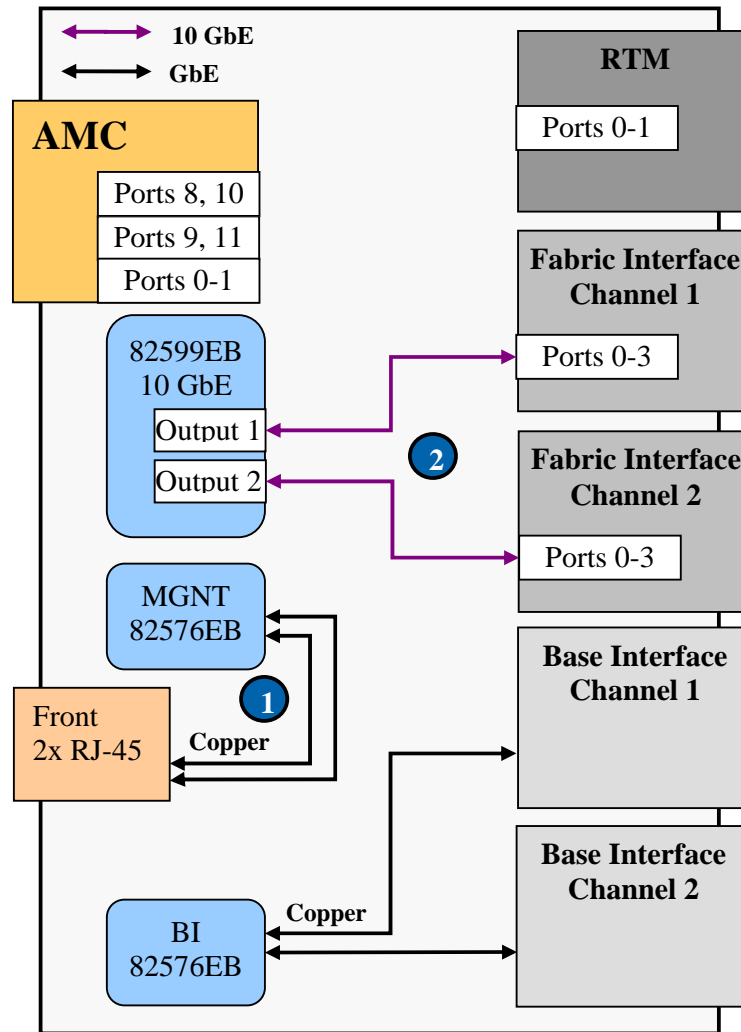 10 GbE
GbE
RTM
Ports 0-1
AMC
Ports 8, 10
Ports 9, 11
Ports 0-1
Fabric Interface
Channel 1
Ports 0-3
82599EB
10 GbE
Output 1
Output 2
2
Fabric Interface
Channel 2
Ports 0-3
MGNT
82576EB
1
Front
2x RJ-45
Copper
Base Interface
Channel 1
Base Interface
Channel 2
Copper
BI
82576EB